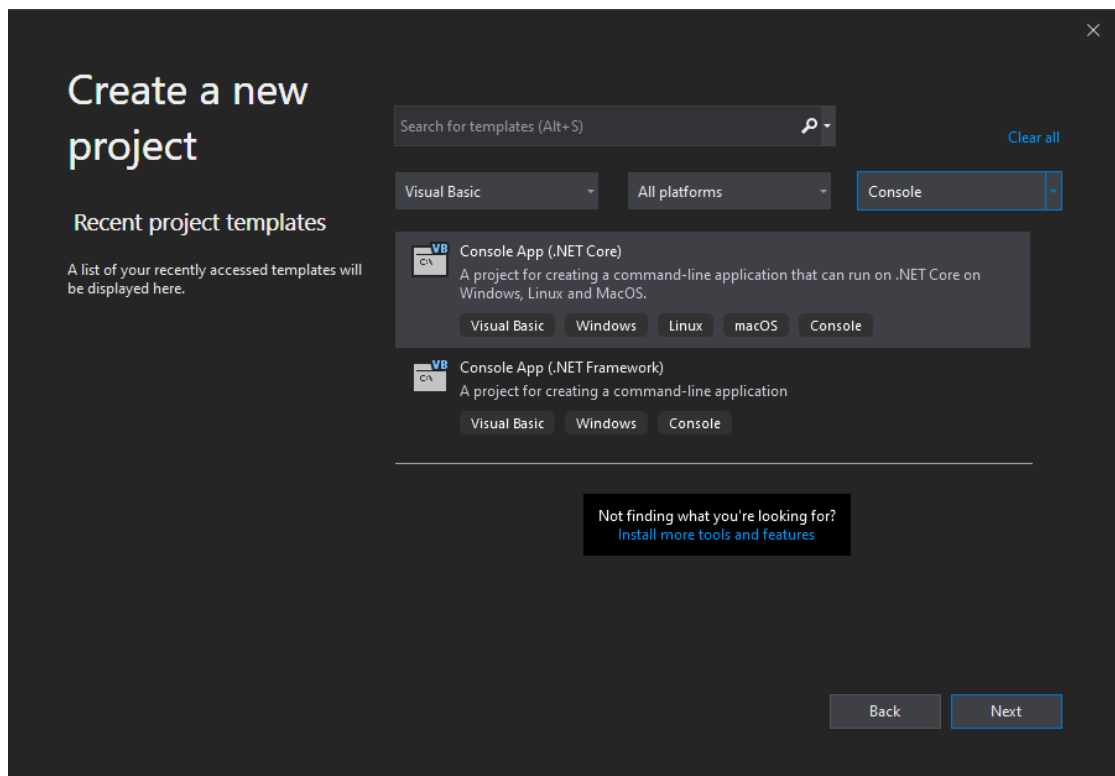 Create a new
project
Recent project templates
A list of your recently accessed templates will
be displayed here.
Search for templates (Alt+S)
Clear all
Visual Basic
All platforms
Console
VB
C:\
Console App (.NET Core)
A project for creating a command-line application that can run on .NET Core on
Windows, Linux and MacOS.
Visual Basic Windows Linux macOS Console
VB
C:\
Console App (.NET Framework)
A project for creating a command-line application
Visual Basic Windows Console
Not finding what you're looking for?
Install more tools and features
Back
Next